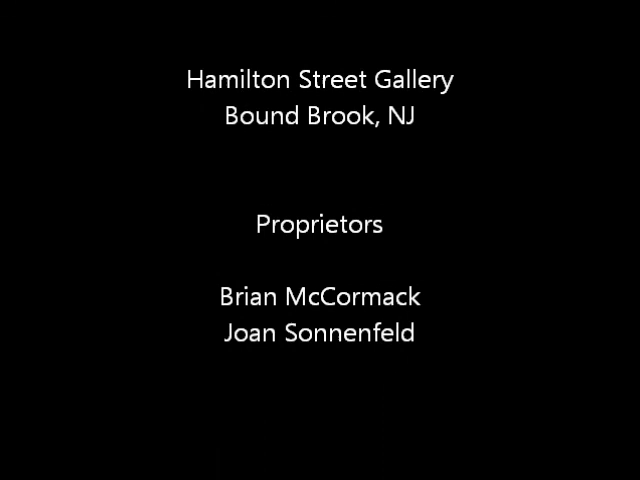 Hamilton Street Gallery
Bound Brook, NJ
Proprietors
Brian McCormack
Joan Sonnenfeld